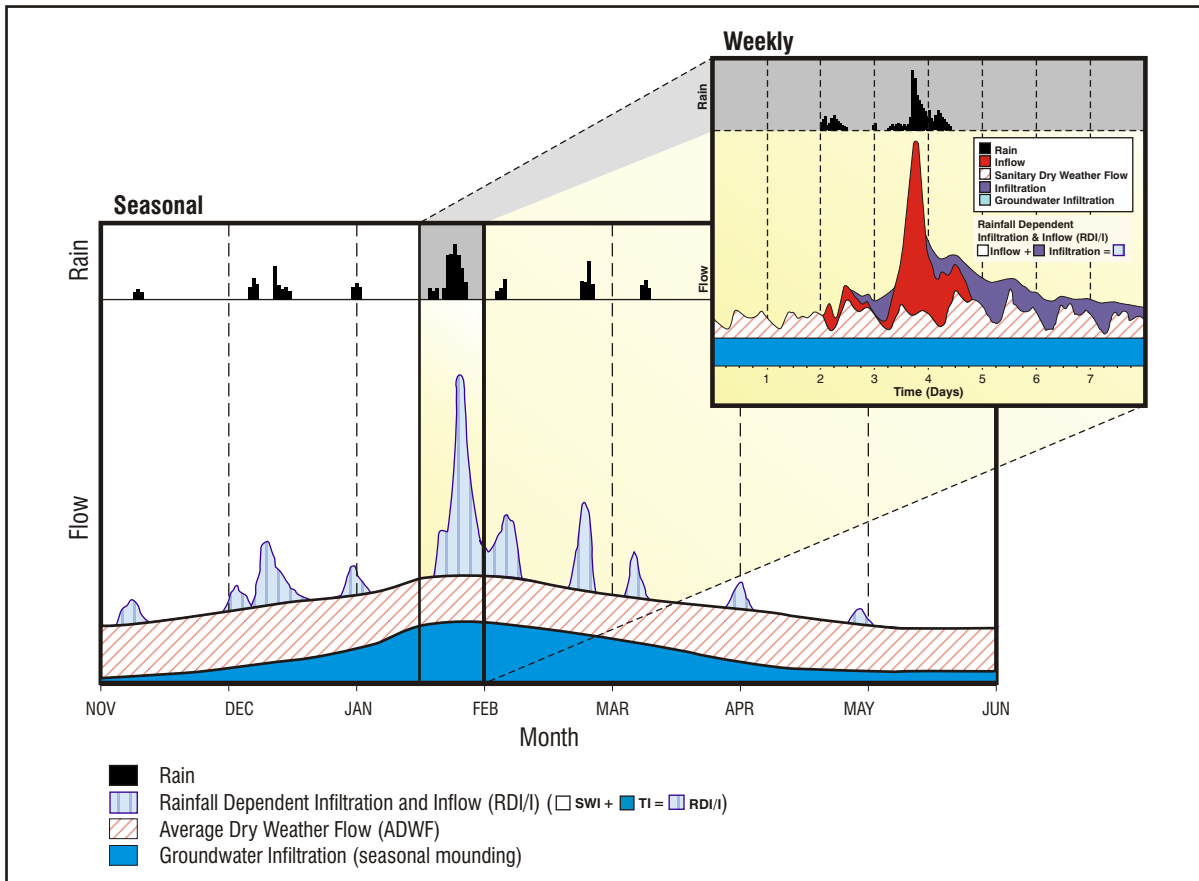 Weekly
Rain
Rain
Inflow
Sanitary Dry Weather Flow
Infiltration
Groundwater Infiltration
Rainfall Dependent
Infiltration & Inflow (RDI/I)
Inflow + Infiltration =
Flow
1 2 3 4 5 6 7
Time (Days)
Seasonal
Rain
Flow
NOV DEC JAN FEB MAR APR MAY JUN
Month
Rain
Rainfall Dependent Infiltration and Inflow (RDI/I) ( SWI + TI = RDI/I)
Average Dry Weather Flow (ADWF)
Groundwater Infiltration (seasonal mounding)